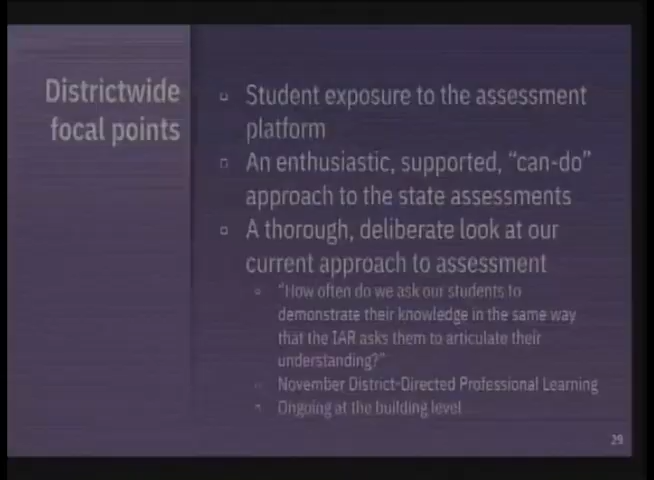 Districtwide
focal points
Student exposure to the assessment
platform
An enthusiastic, supported, “can-do”
approach to the state assessments
A thorough, deliberate look at our
current approach to assessment
“How often do we ask our students to
demonstrate their knowledge in the same way
that the IAR asks them to articulate their
understanding?”
November District-Directed Professional Learning
Ongoing at the building level
29